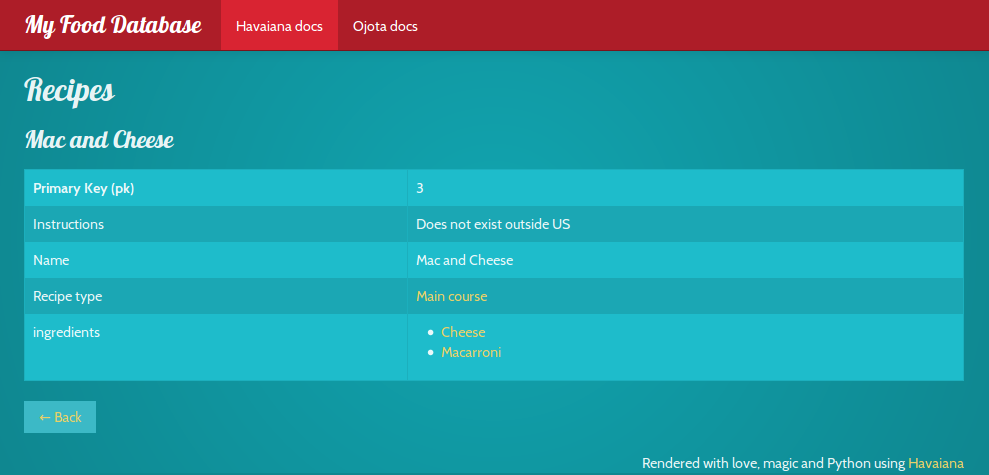 My Food Database Havaiana docs Ojota docs
Recipes
Mac and Cheese
Primary Key (pk) 3
Instructions Does not exist outside US
Name Mac and Cheese
Recipe type Main course
ingredients • Cheese
• Macarroni
← Back
Rendered with love, magic and Python using Havaiana